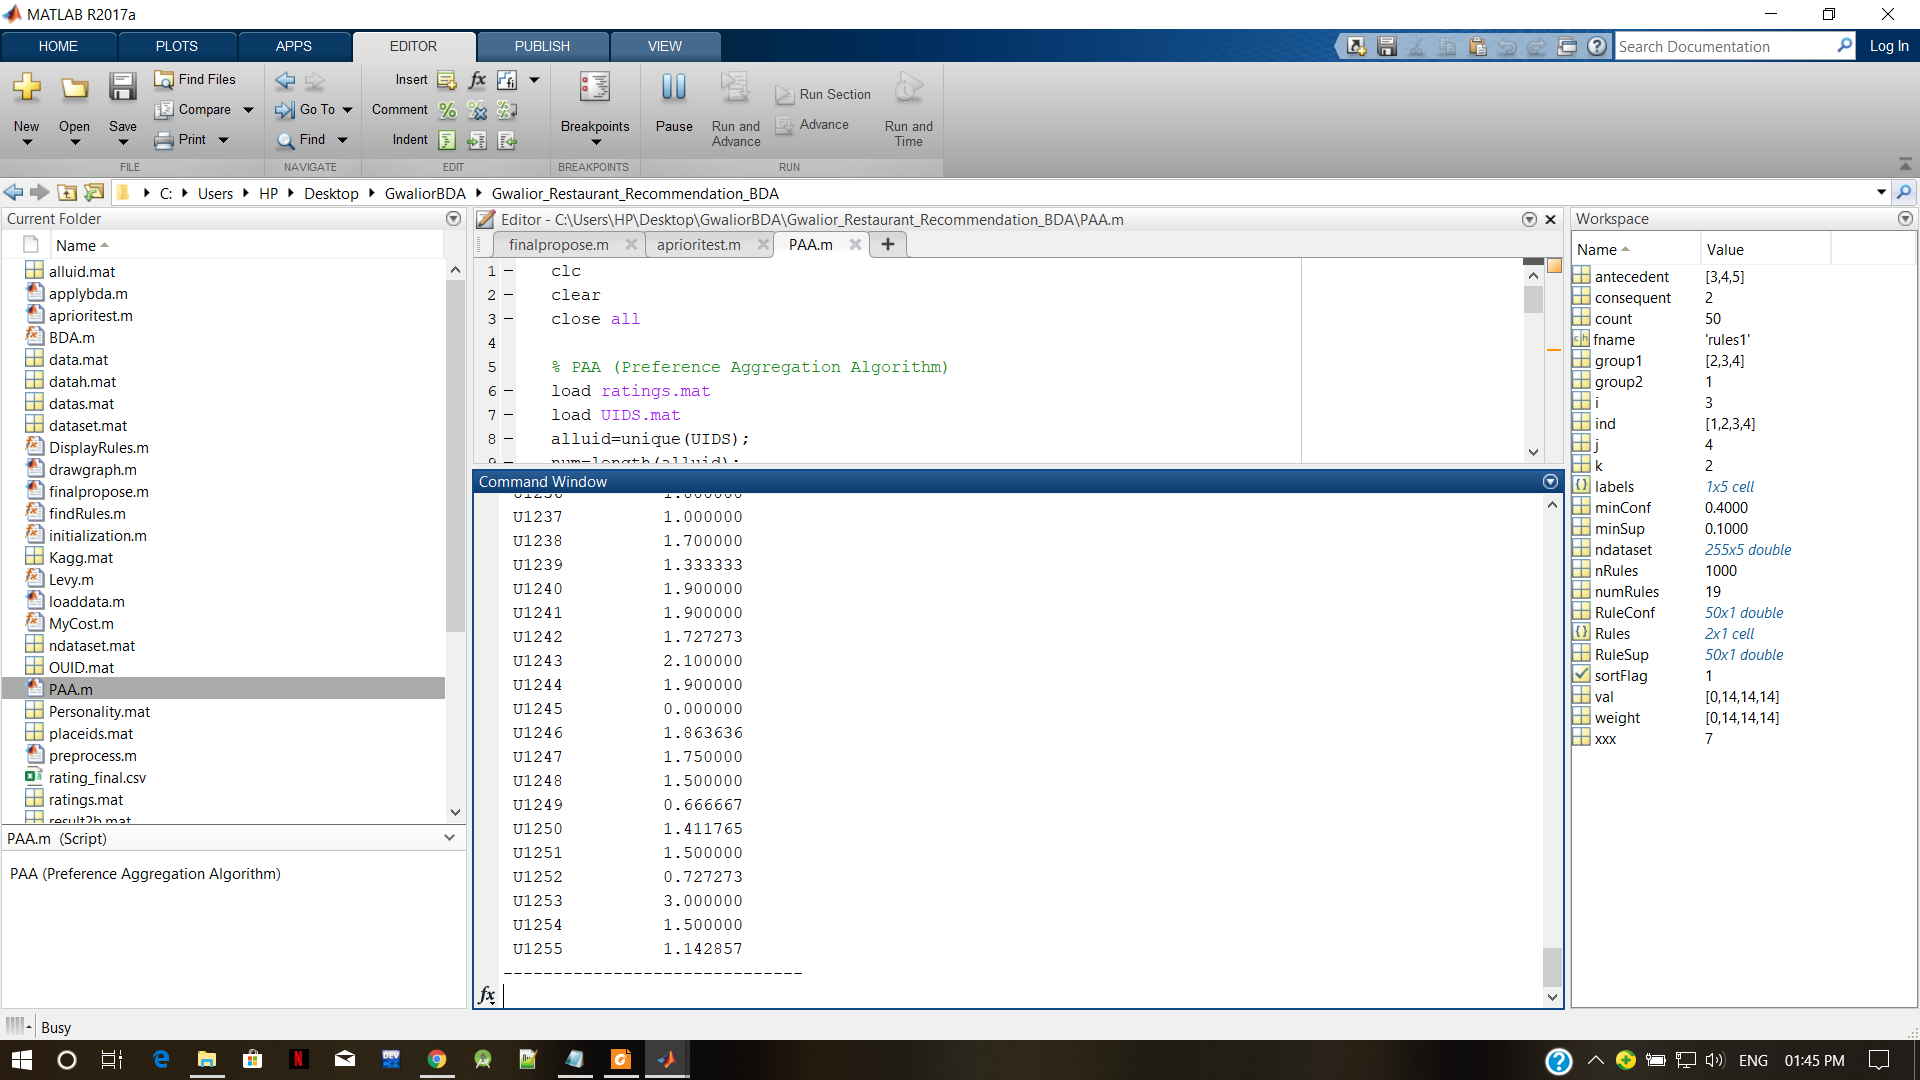 MATLAB R2017a
HOME PLOTS APPS EDITOR PUBLISH VIEW
Search Documentation
Log In
New
Open
Save
Find Files
Compare
Print
FILE
Go To
Find
NAVIGATE
Insert
Comment
Indent
EDIT
Breakpoints
BREAKPOINTS
Pause
Run and Advance
Run Section
Advance
Run and Time
RUN
C: Users HP Desktop GwaliorBDA Gwalior_Restaurant_Recommendation_BDA
Current Folder
Name
alluid.mat
applybda.m
aprioritest.m
BDA.m
data.mat
datah.mat
datas.mat
dataset.mat
DisplayRules.m
drawgraph.m
finalpropose.m
findRules.m
initialization.m
Kagg.mat
Levy.m
loaddata.m
MyCost.m
ndataset.mat
OUID.mat
PAA.m
Personality.mat
placeids.mat
preprocess.m
rating_final.csv
ratings.mat
result2b.mat
PAA.m (Script)
PAA (Preference Aggregation Algorithm)
Editor - C:\Users\HP\Desktop\GwaliorBDA\Gwalior_Restaurant_Recommendation_BDA\PAA.m
finalpropose.m aprioritest.m PAA.m +
1 – clc
2 – clear
3 – close all
4
5 % PAA (Preference Aggregation Algorithm)
6 – load ratings.mat
7 – load UIDS.mat
8 – alluid=unique(UIDS);
9 – num=length(alluid);
Command Window
U1236 1.800000
U1237 1.000000
U1238 1.700000
U1239 1.333333
U1240 1.900000
U1241 1.900000
U1242 1.727273
U1243 2.100000
U1244 1.900000
U1245 0.000000
U1246 1.863636
U1247 1.750000
U1248 1.500000
U1249 0.666667
U1250 1.411765
U1251 1.500000
U1252 0.727273
U1253 3.000000
U1254 1.500000
U1255 1.142857
------------------------------
fx
Workspace
Name Value
antecedent [3,4,5]
consequent 2
count 50
fname 'rules1'
group1 [2,3,4]
group2 1
i 3
ind [1,2,3,4]
j 4
k 2
labels 1x5 cell
minConf 0.4000
minSup 0.1000
ndataset 255x5 double
nRules 1000
numRules 19
RuleConf 50x1 double
Rules 2x1 cell
RuleSup 50x1 double
sortFlag 1
val [0,14,14,14]
weight [0,14,14,14]
xxx 7
Busy
ENG 01:45 PM